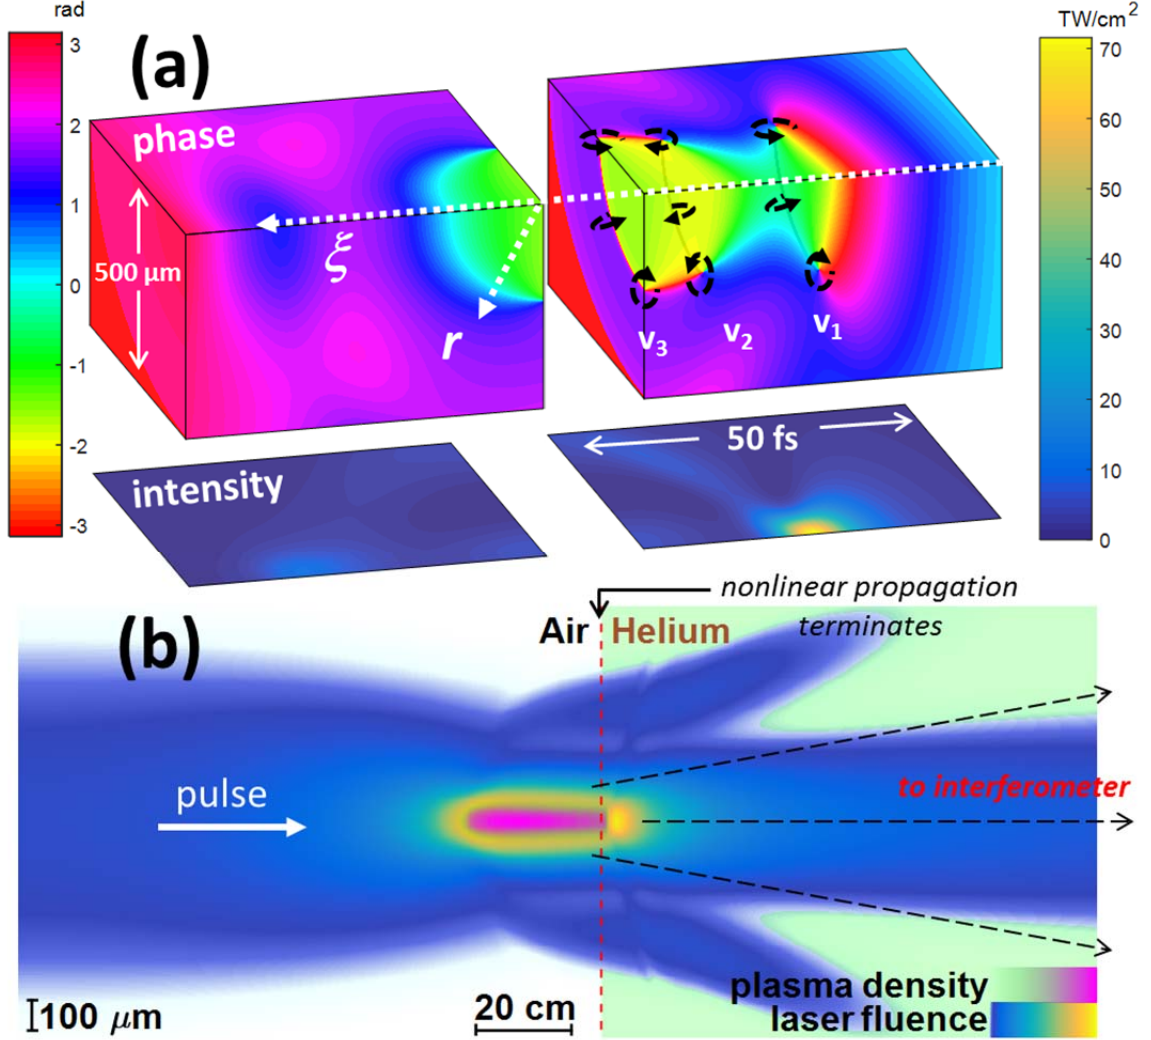 rad
TW/cm²
(a)
3
2
1
0
-1
-2
-3
phase
500 µm
ξ
r
v₃
v₂
v₁
70
60
50
40
30
20
10
0
intensity
50 fs
nonlinear propagation
terminates
(b)
Air
Helium
pulse
to interferometer
100 µm
20 cm
plasma density
laser fluence